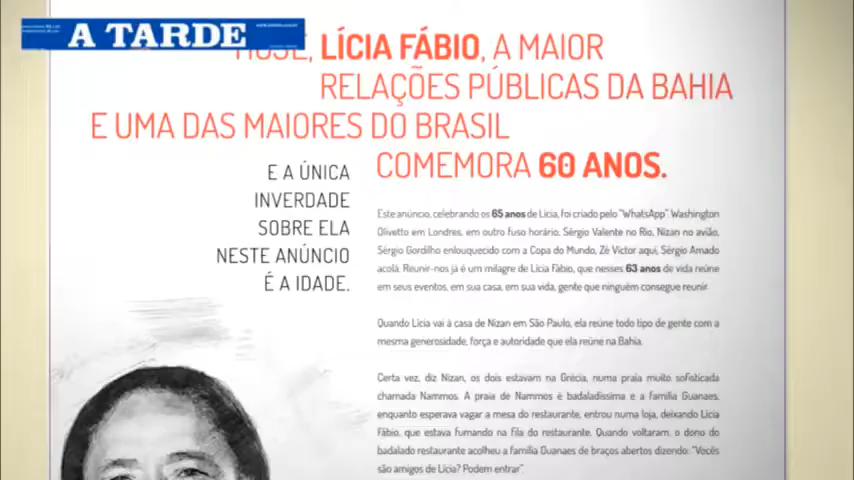 A TARDE
LÍCIA FÁBIO, A MAIOR
RELAÇÕES PÚBLICAS DA BAHIA
E UMA DAS MAIORES DO BRASIL
COMEMORA 60 ANOS.
E A ÚNICA
INVERDADE
SOBRE ELA
NESTE ANÚNCIO
É A IDADE.
Este anúncio, celebrando os 65 anos de Lícia, foi criado pelo "WhatsApp". Washington
Olivetto em Londres, em outro fuso horário, Sérgio Valente no Rio, Nizan no avião,
Sérgio Gordilho enlouquecido com a Copa do Mundo, Zé Victor aqui, Sérgio Amado
acolá. Reunir-nos já é um milagre de Lícia Fábio, que nesses 63 anos de vida reúne
em seus eventos, em sua casa, em sua vida, gente que ninguém consegue reunir.
Quando Lícia vai à casa de Nizan em São Paulo, ela reúne todo tipo de gente com a
mesma generosidade, força e autoridade que ela reúne na Bahia.
Certa vez, diz Nizan, os dois estavam na Grécia, numa praia muito sofisticada
chamada Nammos. A praia de Nammos é badaladíssima e a família Guanaes,
enquanto esperava vagar a mesa do restaurante, entrou numa loja, deixando Lícia
Fábio, que estava fumando na fila do restaurante. Quando voltaram, o dono do
badalado restaurante acolheu a família Guanaes de braços abertos dizendo: "Vocês
são amigos de Lícia? Podem entrar".